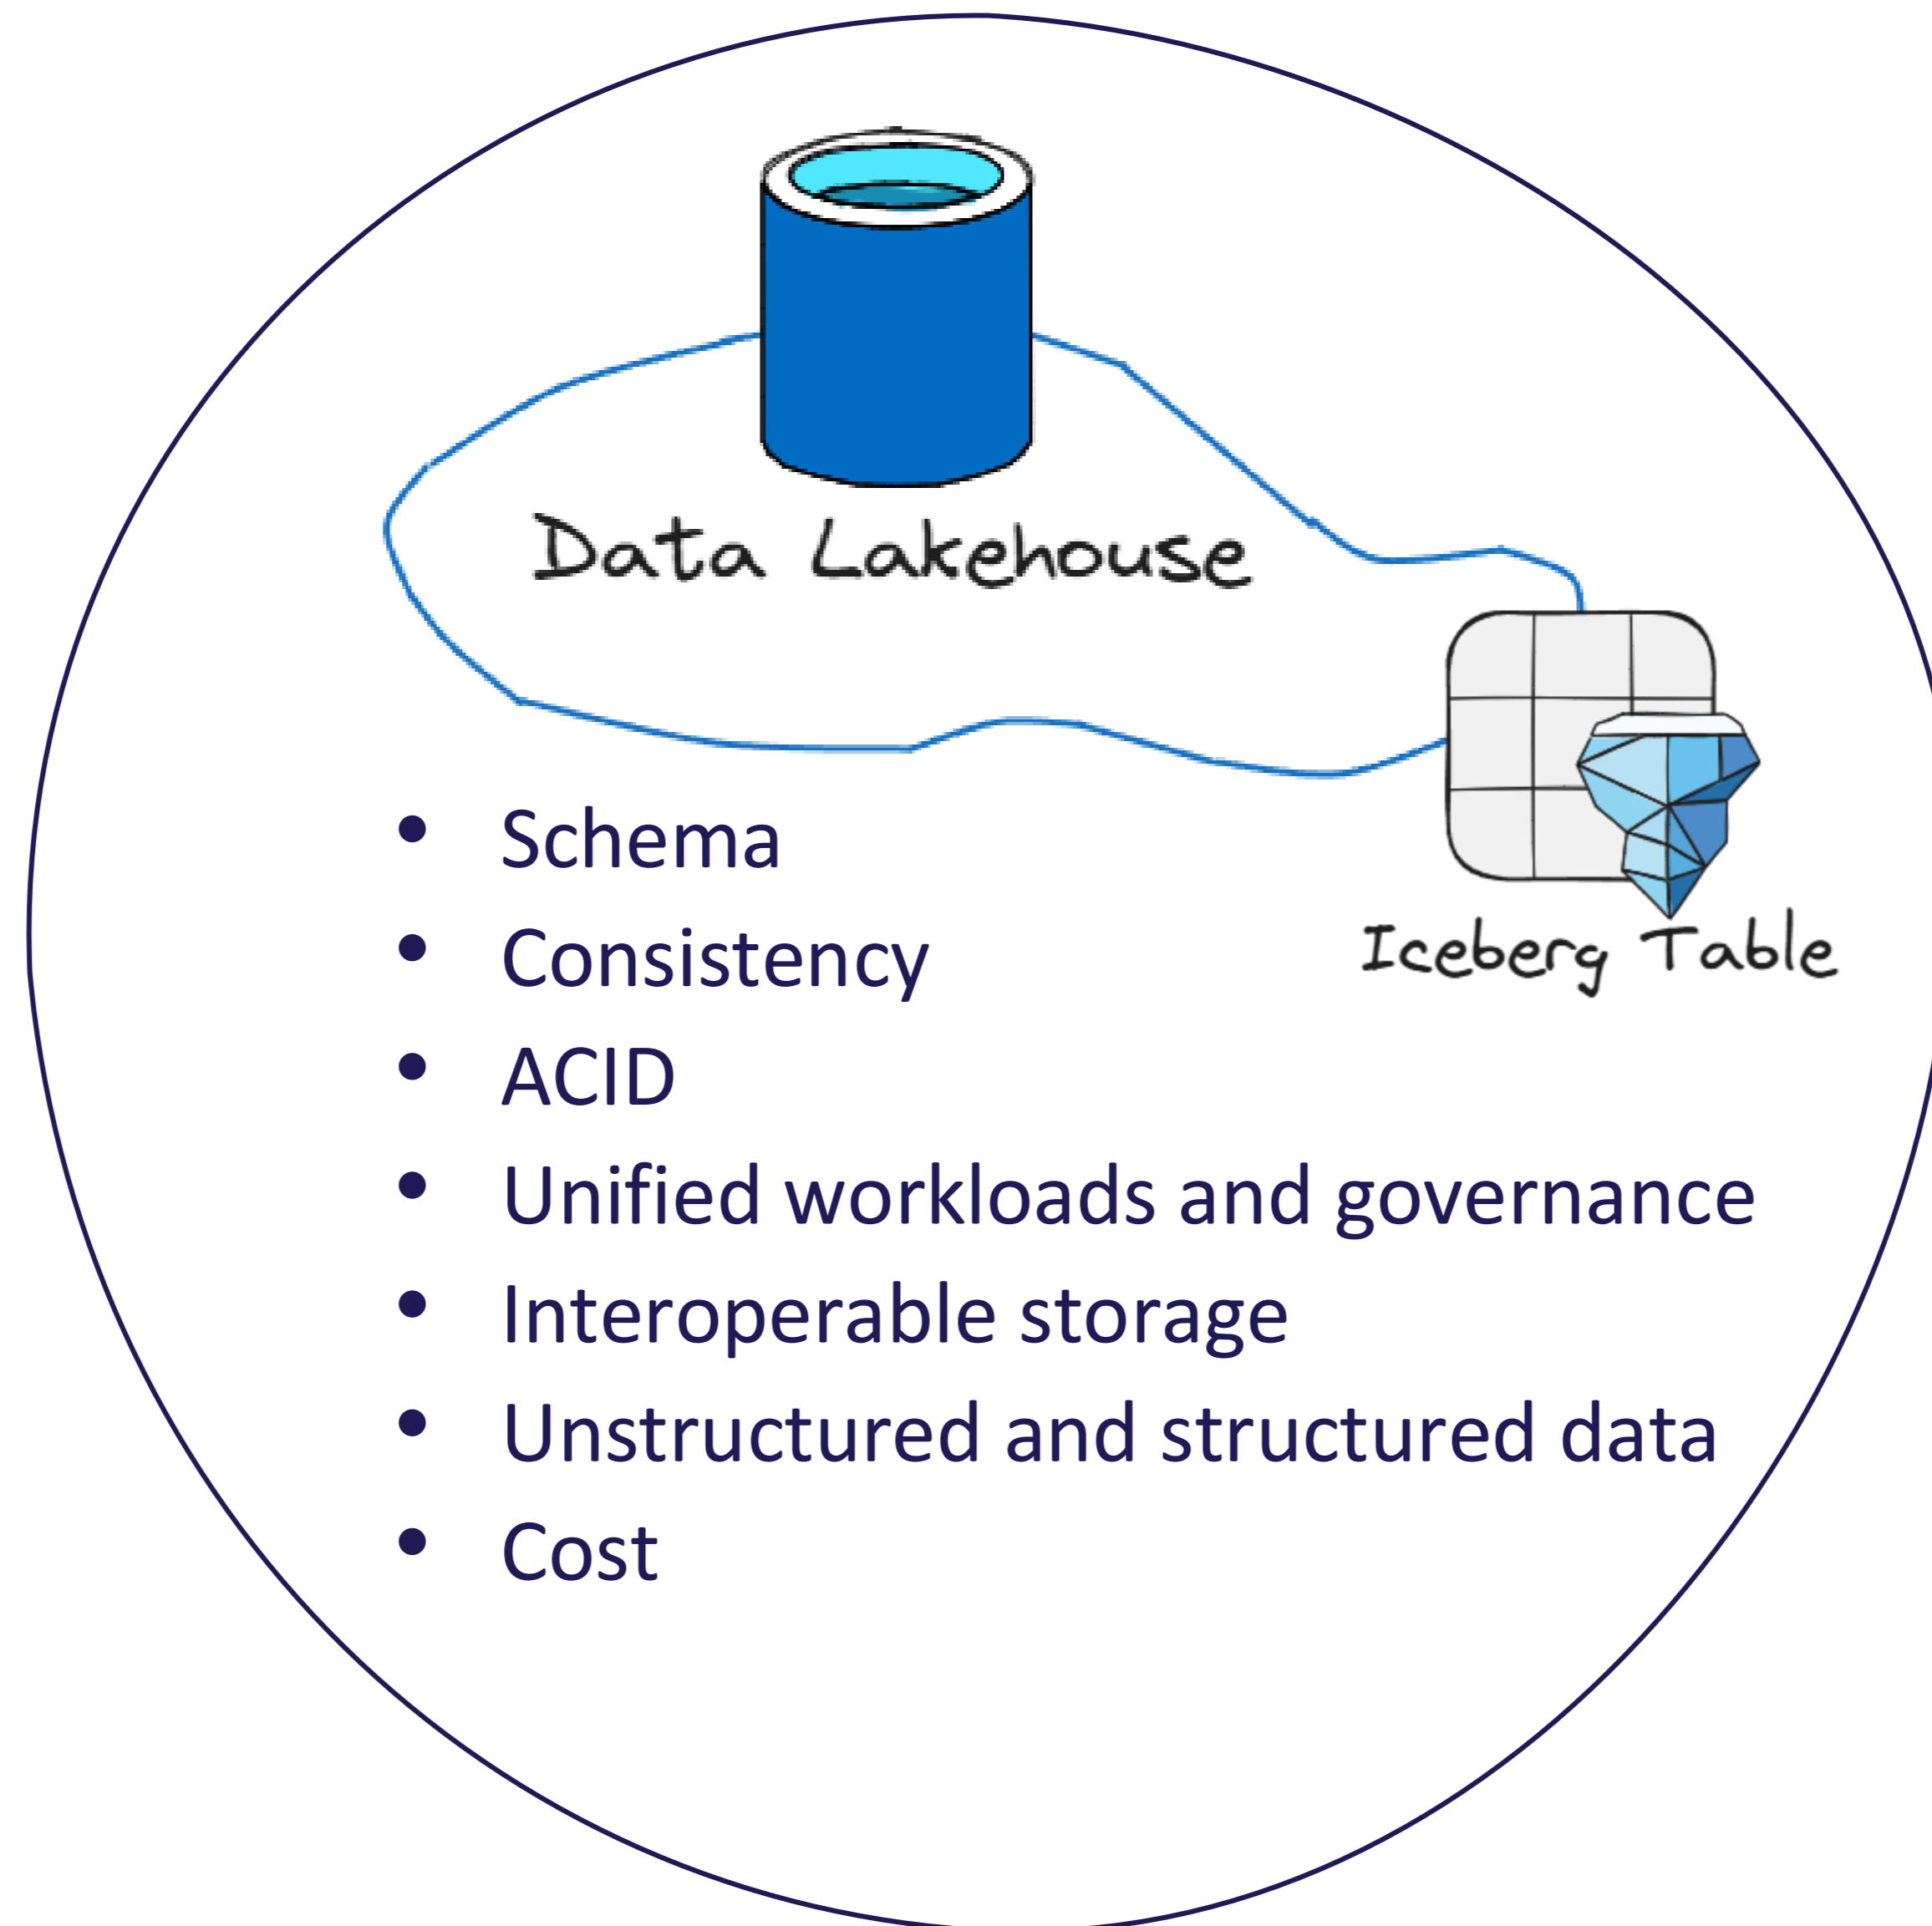 Data Lakehouse
Iceberg Table
• Schema
• Consistency
• ACID
• Unified workloads and governance
• Interoperable storage
• Unstructured and structured data
• Cost